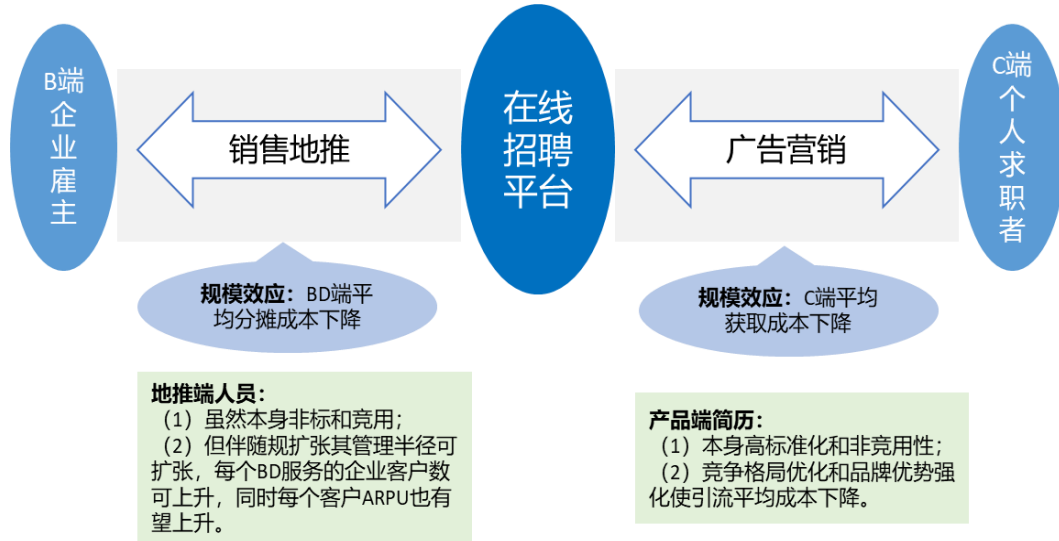 B端
企
业
雇
主
销售地推
在线
招聘
平台
广告营销
C端
个
人
求
职
者
规模效应：BD端平
均分摊成本下降
规模效应：C端平均
获取成本下降
地推端人员：
（1）虽然本身非标和竞用；
（2）但伴随规扩张其管理半径可
扩张，每个BD服务的企业客户数
可上升，同时每个客户ARPU也有
望上升。
产品端简历：
（1）本身高标准化和非竞用性；
（2）竞争格局优化和品牌优势强
化使引流平均成本下降。